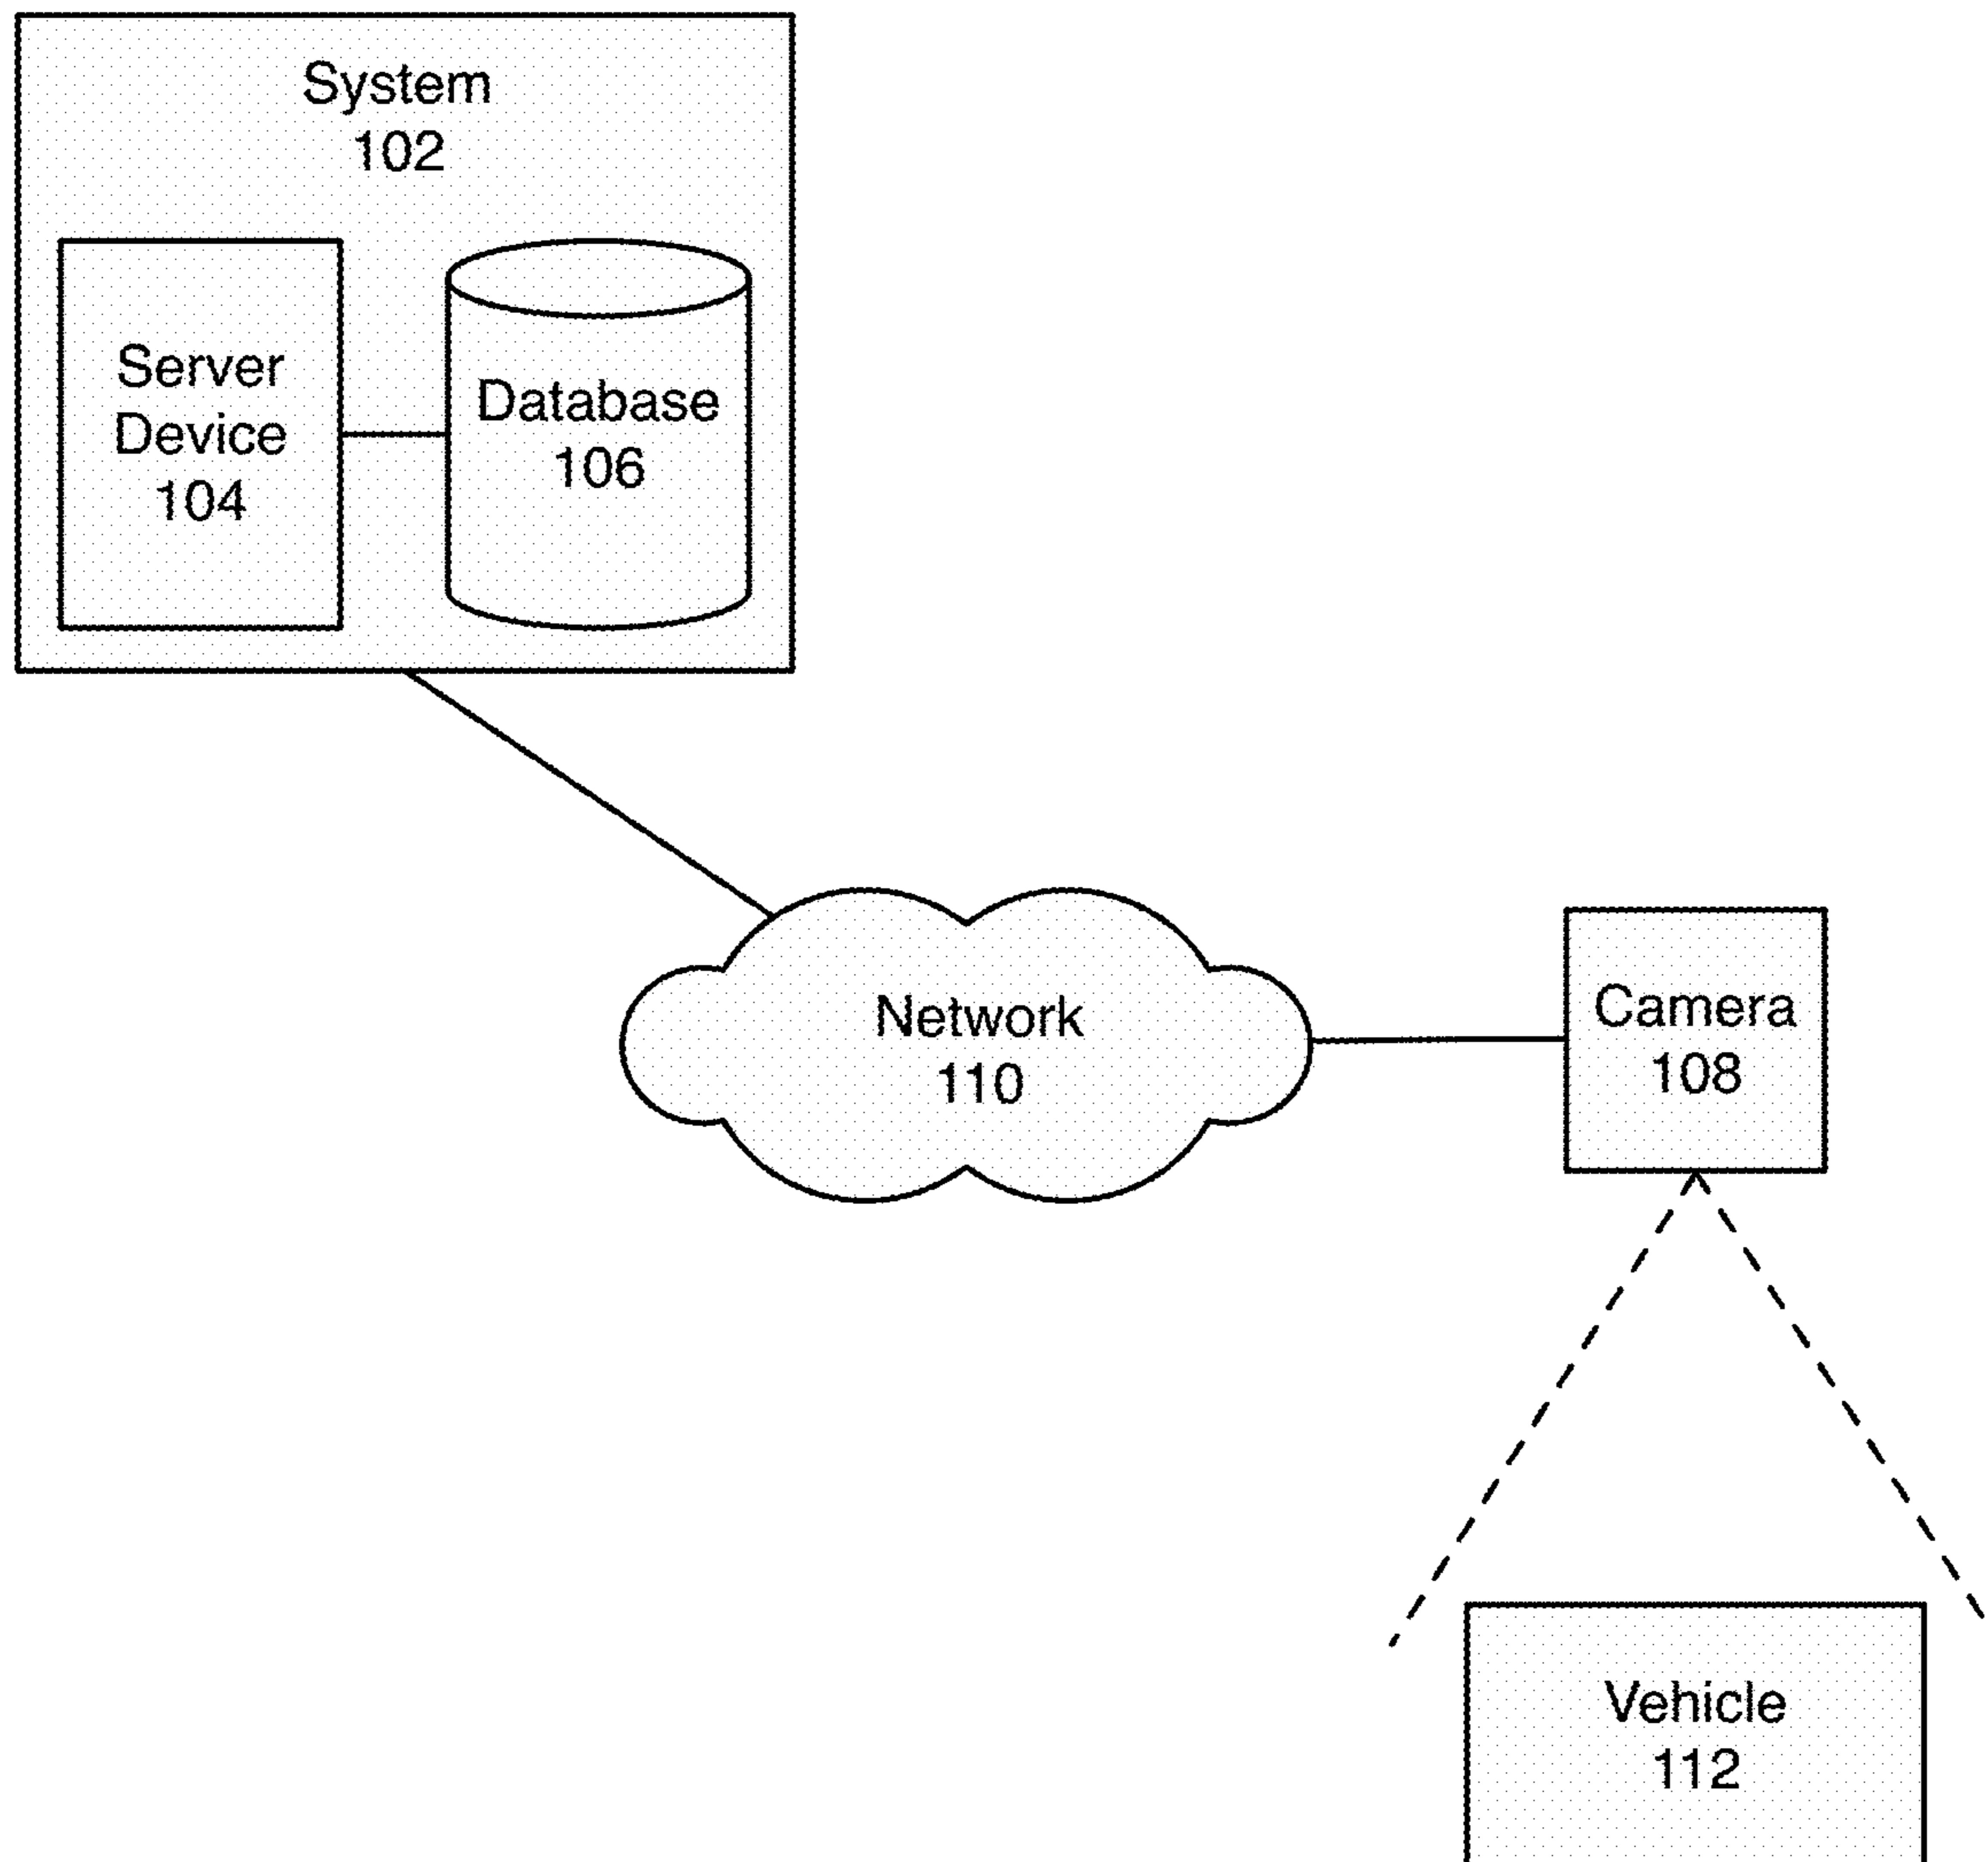 System
102
Server
Device
104
Database
106
Network
110
Camera
108
Vehicle
112